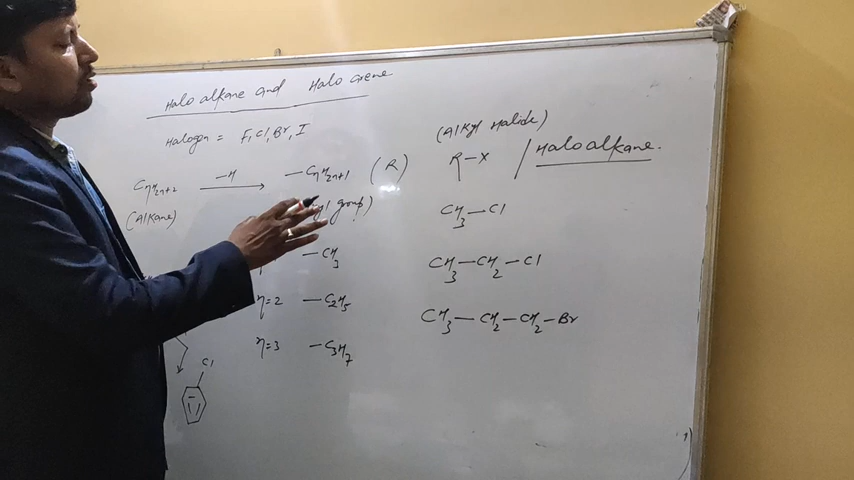 Halo alkane and Halo arene
Halogen = F, Cl, Br, I
CnH2n+2 —H→ —CnH2n+1 (R)
(Alkane) group)
—CH3
n=2 —C2H5
n=3 —C3H7
Cl
(Alkyl Halide)
R—X / Haloalkane.
CH3—Cl
CH3—CH2—Cl
CH3—CH2—CH2—Br